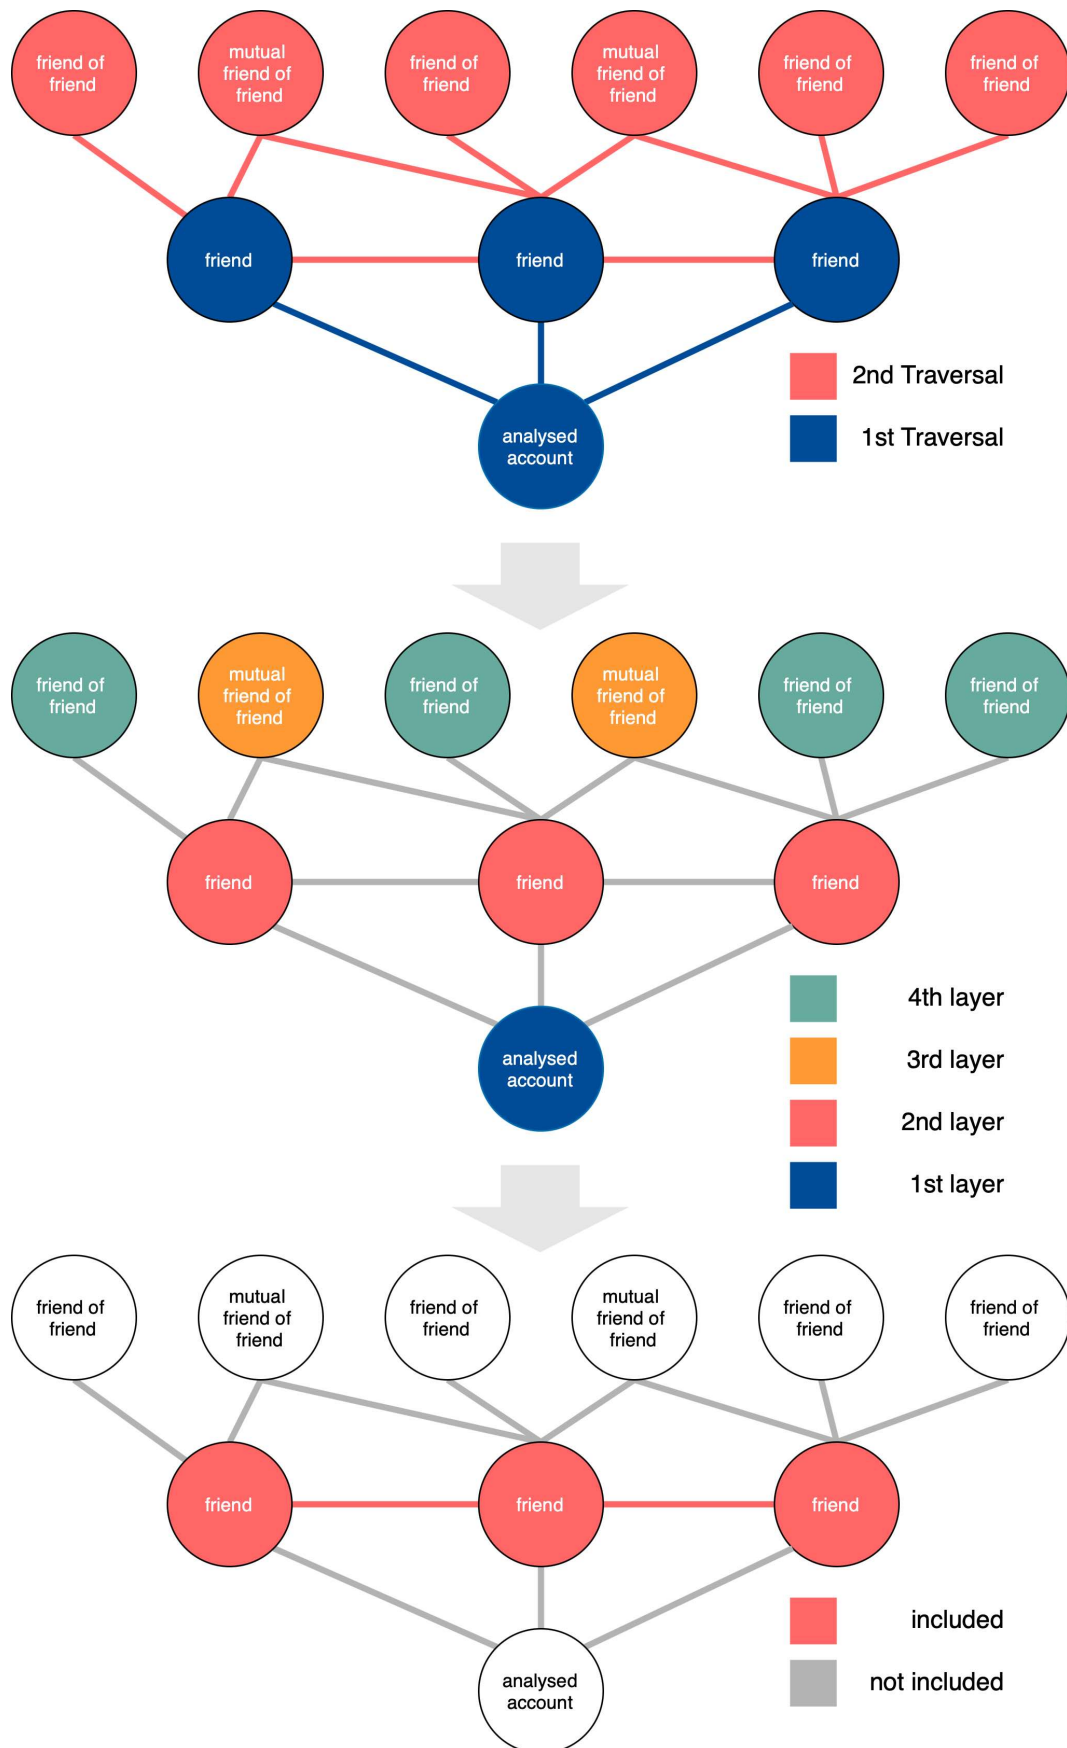 friend of
friend
mutual
friend of
friend
friend of
friend
mutual
friend of
friend
friend of
friend
friend of
friend
friend
friend
friend
2nd Traversal
1st Traversal
analysed
account
friend of
friend
mutual
friend of
friend
friend of
friend
mutual
friend of
friend
friend of
friend
friend of
friend
friend
friend
friend
4th layer
3rd layer
2nd layer
1st layer
analysed
account
friend of
friend
mutual
friend of
friend
friend of
friend
mutual
friend of
friend
friend of
friend
friend of
friend
friend
friend
friend
included
not included
analysed
account